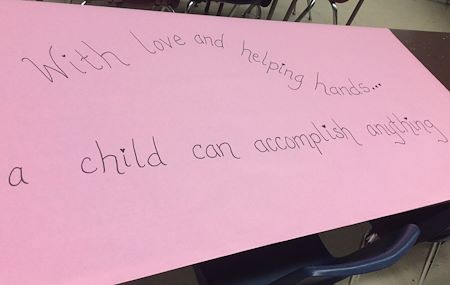 With love and helping hands...
a child can accomplish anything